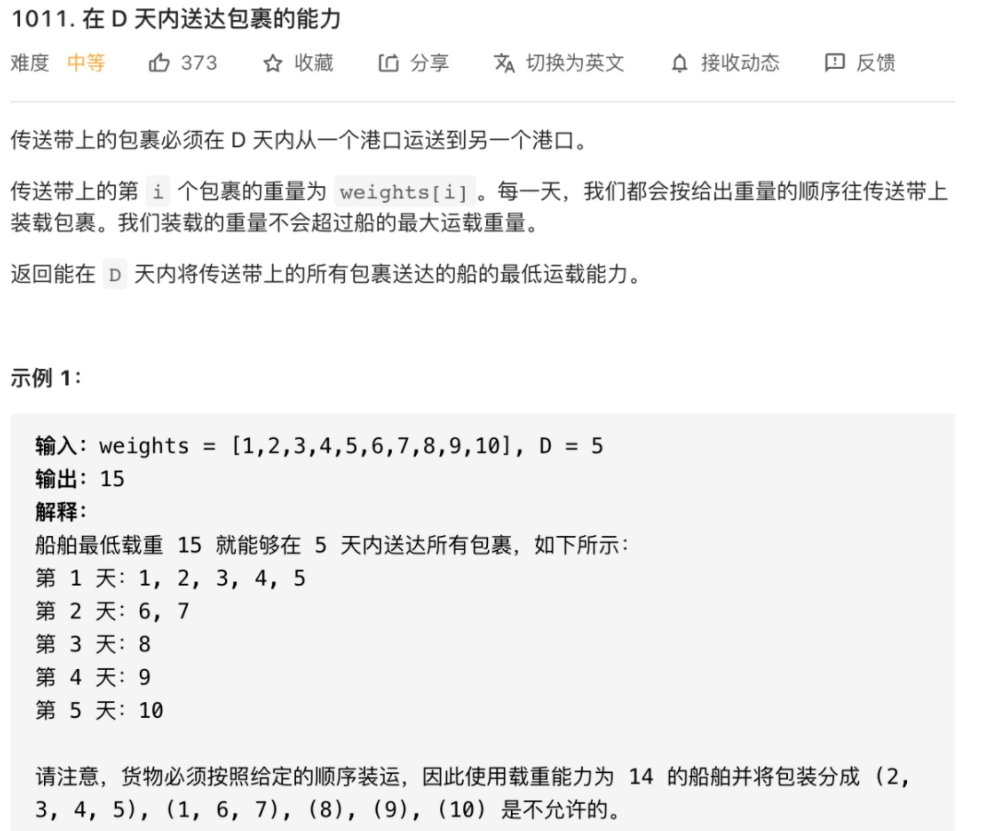 1011. 在 D 天内送达包裹的能力
难度 中等 373 收藏 分享 切换为英文 接收动态 反馈
传送带上的包裹必须在 D 天内从一个港口运送到另一个港口。
传送带上的第 i 个包裹的重量为 weights[i] 。每一天，我们都会按给出重量的顺序往传送带上
装载包裹。我们装载的重量不会超过船的最大运载重量。
返回能在 D 天内将传送带上的所有包裹送达的船的最低运载能力。
示例 1：
输入：weights = [1,2,3,4,5,6,7,8,9,10], D = 5
输出：15
解释：
船舶最低载重 15 就能够在 5 天内送达所有包裹，如下所示：
第 1 天：1, 2, 3, 4, 5
第 2 天：6, 7
第 3 天：8
第 4 天：9
第 5 天：10
请注意，货物必须按照给定的顺序装运，因此使用载重能力为 14 的船舶并将包装分成 (2,
3, 4, 5), (1, 6, 7), (8), (9), (10) 是不允许的。